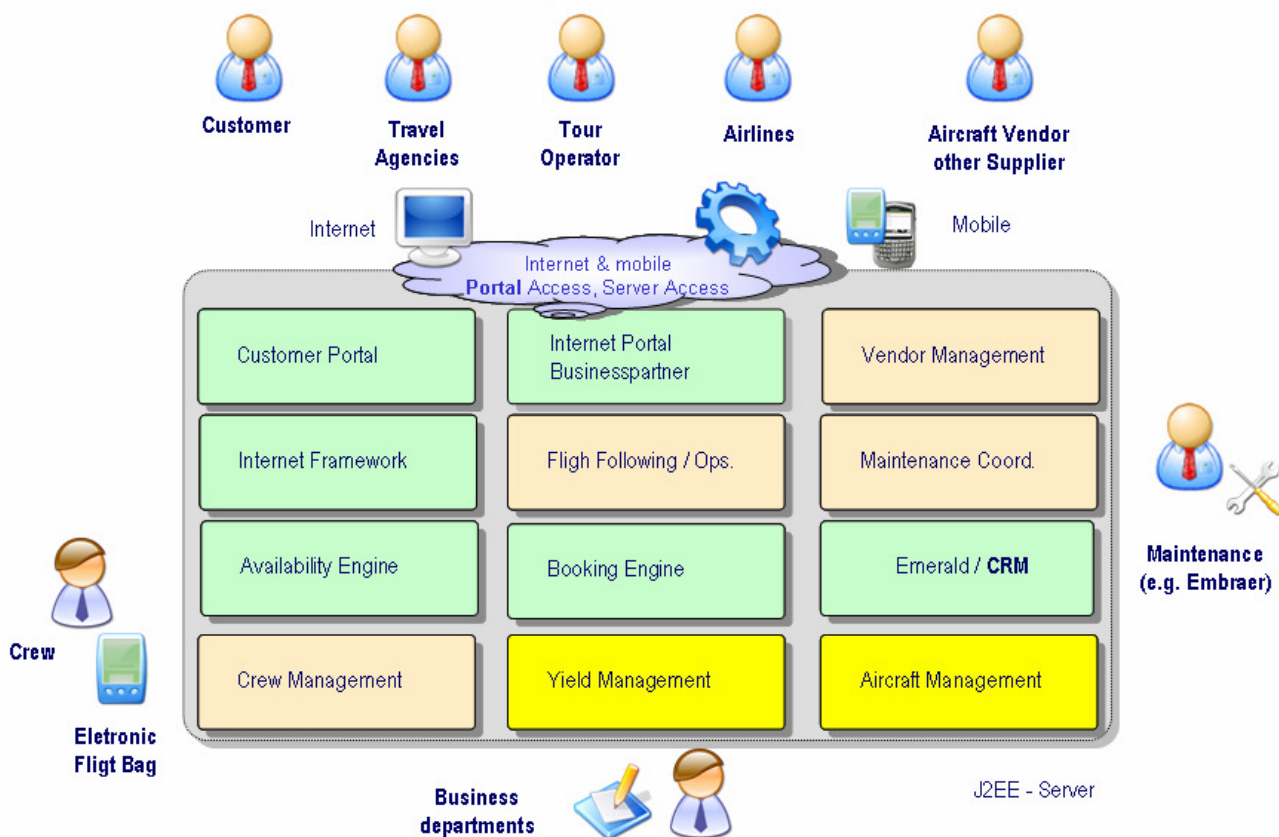 Customer
Travel
Agencies
Tour
Operator
Airlines
Aircraft Vendor
other Supplier
Internet
Mobile
Internet & mobile
Portal Access, Server Access
Customer Portal
Internet Portal
Businesspartner
Vendor Management
Internet Framework
Fligh Following / Ops.
Maintenance Coord.
Availability Engine
Booking Engine
Emerald / CRM
Maintenance
(e.g. Embraer)
Crew
Crew Management
Yield Management
Aircraft Management
Eletronic
Fligt Bag
Business
departments
J2EE - Server